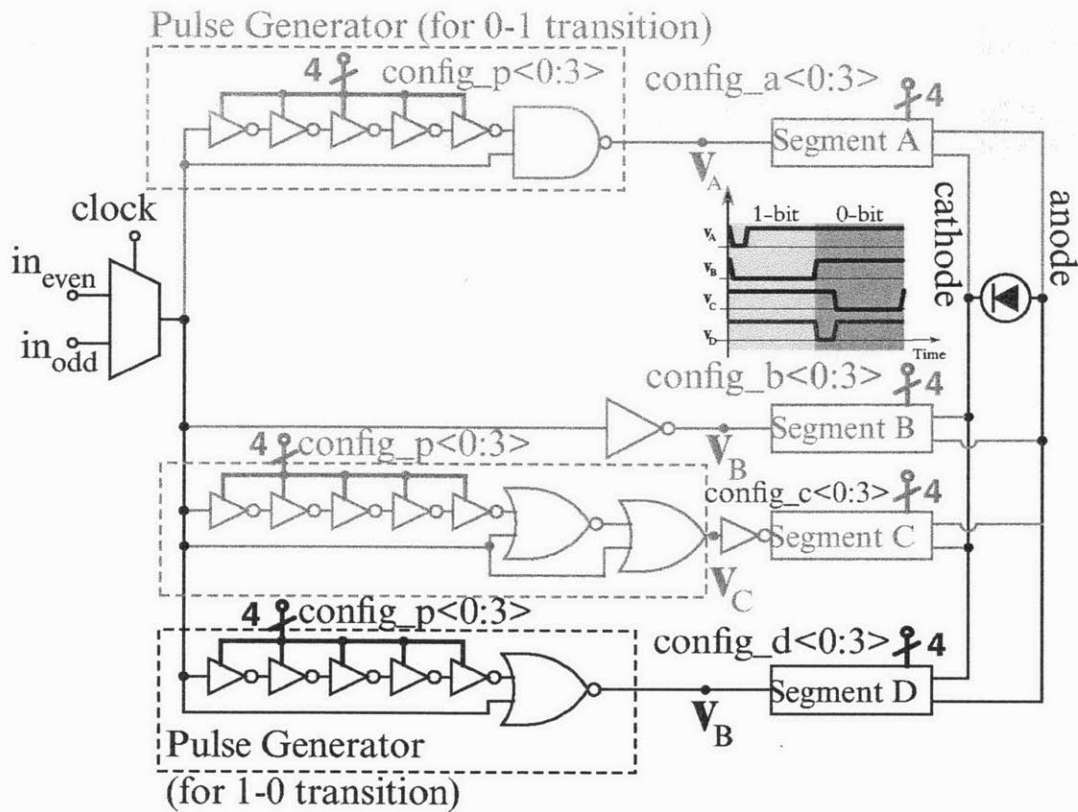 Pulse Generator (for 0-1 transition)
4 config_p<0:3>
config_a<0:3> 4
Segment A
V_A
clock
in_even
in_odd
cathode
anode
1-bit 0-bit
V_A
V_B
V_C
V_D
Time
config_b<0:3> 4
Segment B
V_B
4 config_p<0:3>
config_c<0:3> 4
Segment C
V_C
4 config_p<0:3>
config_d<0:3> 4
Segment D
V_B
Pulse Generator
(for 1-0 transition)